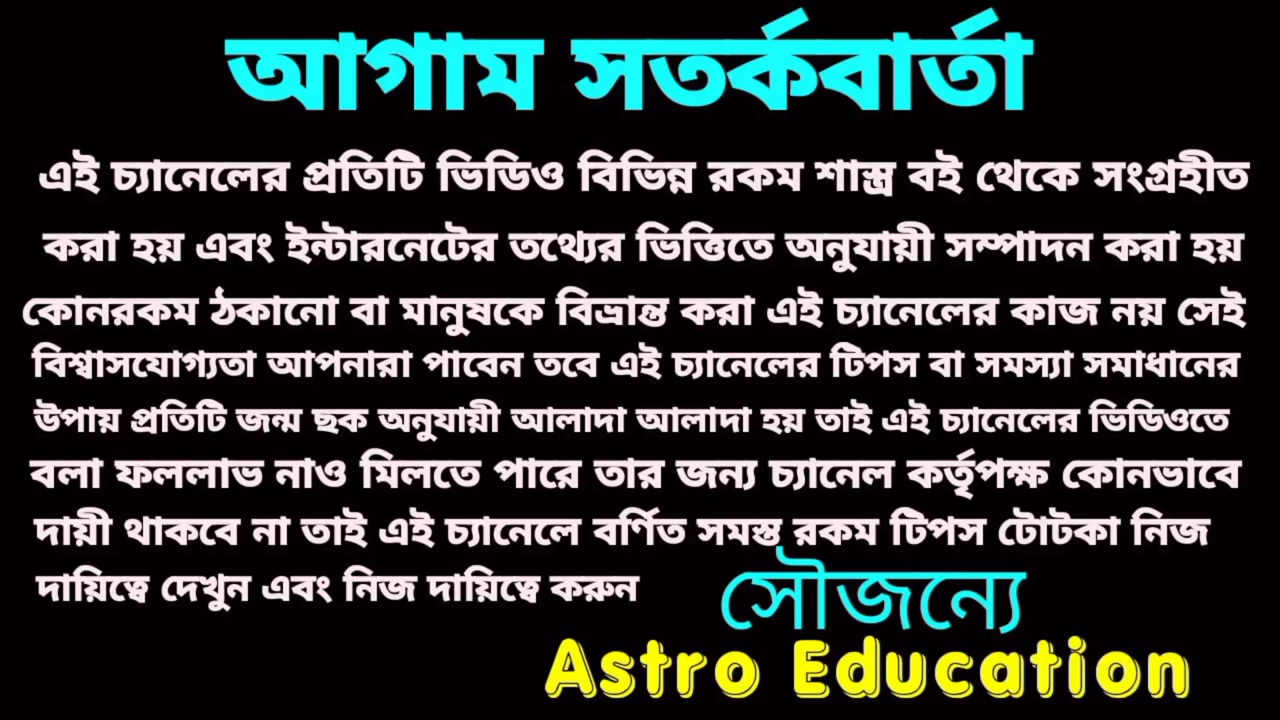 আগাম সতর্কবার্তা
এই চ্যানেলের প্রতিটি ভিডিও বিভিন্ন রকম শাস্ত্র বই থেকে সংগ্রহীত
করা হয় এবং ইন্টারনেটের তথ্যের ভিত্তিতে অনুযায়ী সম্পাদন করা হয়
কোনরকম ঠকানো বা মানুষকে বিভ্রান্ত করা এই চ্যানেলের কাজ নয় সেই
বিশ্বাসযোগ্যতা আপনারা পাবেন তবে এই চ্যানেলের টিপস বা সমস্যা সমাধানের
উপায় প্রতিটি জন্ম ছক অনুযায়ী আলাদা আলাদা হয় তাই এই চ্যানেলের ভিডিওতে
বলা ফললাভ নাও মিলতে পারে তার জন্য চ্যানেল কর্তৃপক্ষ কোনভাবে
দায়ী থাকবে না তাই এই চ্যানেলে বর্ণিত সমস্ত রকম টিপস টোটকা নিজ
দায়িত্বে দেখুন এবং নিজ দায়িত্বে করুন
সৌজন্যে
Astro Education